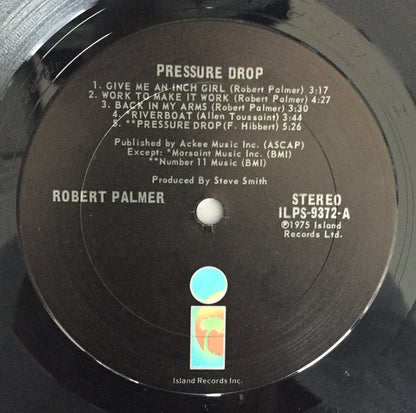 PRESSURE DROP
1. GIVE ME AN INCH GIRL (Robert Palmer) 3:17
2. WORK TO MAKE IT WORK (Robert Palmer) 4:27
3. BACK IN MY ARMS (Robert Palmer) 3:30
4. *RIVERBOAT (Allen Toussaint) 3:44
5. **PRESSURE DROP (F. Hibbert) 5:26
Published by Ackee Music Inc. (ASCAP)
Except: *Marsaint Music Inc. (BMI)
**Number 11 Music (BMI)
Produced By Steve Smith
ROBERT PALMER
STEREO
ILPS-9372-A
Ⓟ1975 Island
Records Ltd.
i
Island Records Inc.